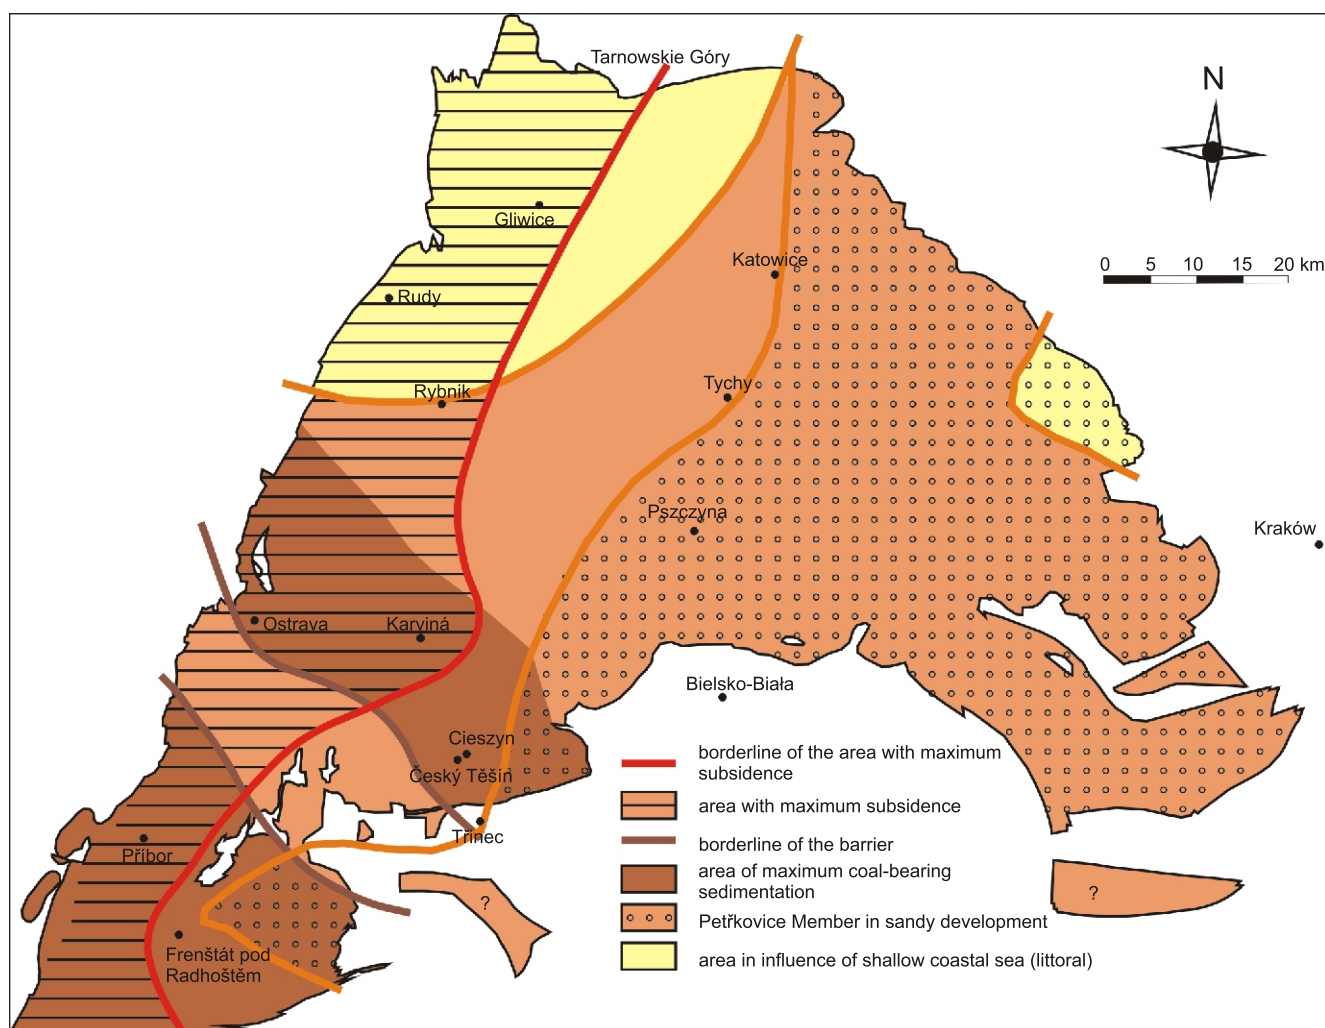 Tarnowskie Góry
N
Gliwice
Katowice
0 5 10 15 20 km
Rudy
Rybnik
Tychy
Pszczyna
Kraków
Ostrava
Karviná
Bielsko-Biała
Cieszyn
Český Těšín
Třinec
Příbor
Frenštát pod
Radhoštěm
?
?
borderline of the area with maximum
subsidence
area with maximum subsidence
borderline of the barrier
area of maximum coal-bearing
sedimentation
Petřkovice Member in sandy development
area in influence of shallow coastal sea (littoral)